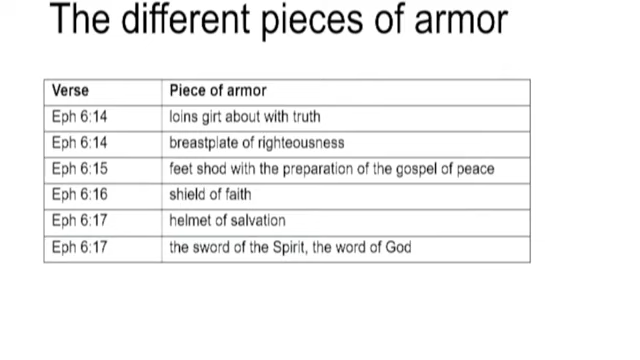 The different pieces of armor
Verse Piece of armor
Eph 6:14 loins girt about with truth
Eph 6:14 breastplate of righteousness
Eph 6:15 feet shod with the preparation of the gospel of peace
Eph 6:16 shield of faith
Eph 6:17 helmet of salvation
Eph 6:17 the sword of the Spirit, the word of God